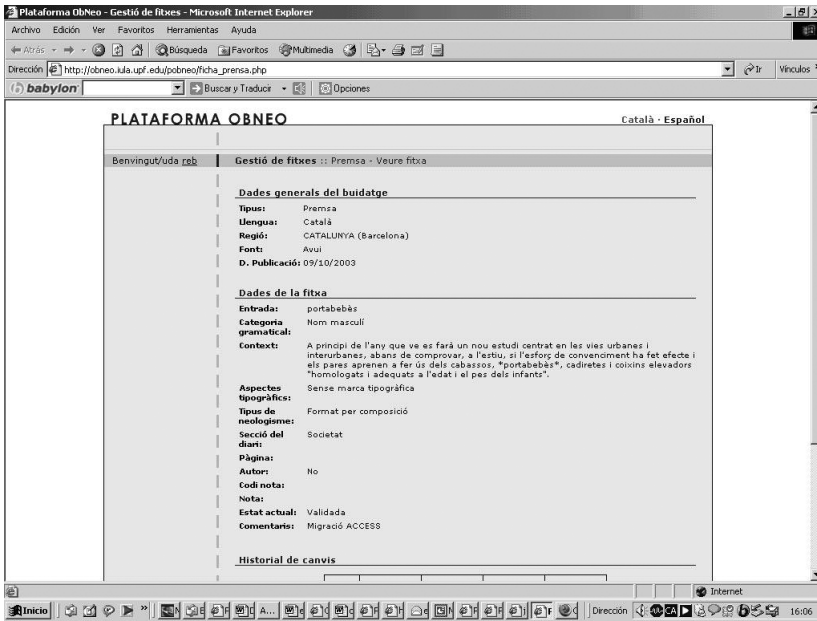 Plataforma ObNeo - Gestió de fitxes - Microsoft Internet Explorer
Archivo Edición Ver Favoritos Herramientas Ayuda
Atrás Búsqueda Favoritos Multimedia
Dirección http://obneo.iula.upf.edu/pobneo/ficha_prensa.php Ir Vínculos
babylon Buscar y Traducir Opciones
PLATAFORMA OBNEO Català · Español
Benvingut/uda reb Gestió de fitxes :: Premsa - Veure fitxa
Dades generals del buidatge
Tipus: Premsa
Llengua: Català
Regió: CATALUNYA (Barcelona)
Font: Avui
D. Publicació: 09/10/2003
Dades de la fitxa
Entrada: portabebès
Categoria Nom masculí
gramatical:
Context: A principi de l'any que ve es farà un nou estudi centrat en les vies urbanes i
interurbanes, abans de comprovar, a l'estiu, si l'esforç de convenciment ha fet efecte i
els pares aprenen a fer ús dels cabassos, *portabebès*, cadiretes i coixins elevadors
"homologats i adequats a l'edat i el pes dels infants".
Aspectes Sense marca tipogràfica
tipogràfics:
Tipus de Format per composició
neologisme:
Secció del Societat
diari:
Pàgina:
Autor: No
Codi nota:
Nota:
Estat actual: Validada
Comentaris: Migració ACCESS
Historial de canvis
Internet
Inicio Dirección CA 16:06